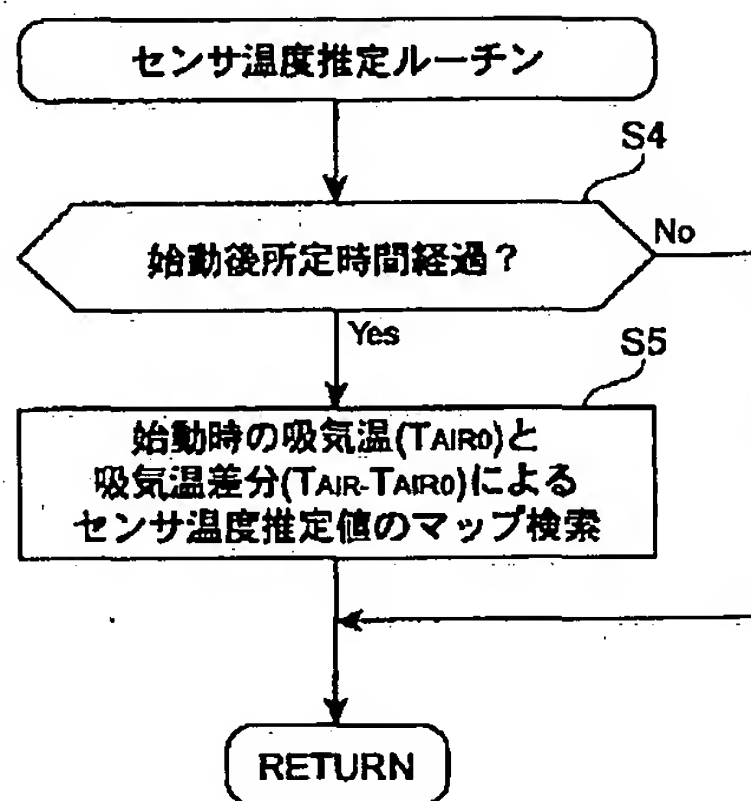 センサ温度推定ルーチン
S4
始動後所定時間経過？
No
Yes
S5
始動時の吸気温(TAIR0)と
吸気温差分(TAIR-TAIR0)による
センサ温度推定値のマップ検索
RETURN